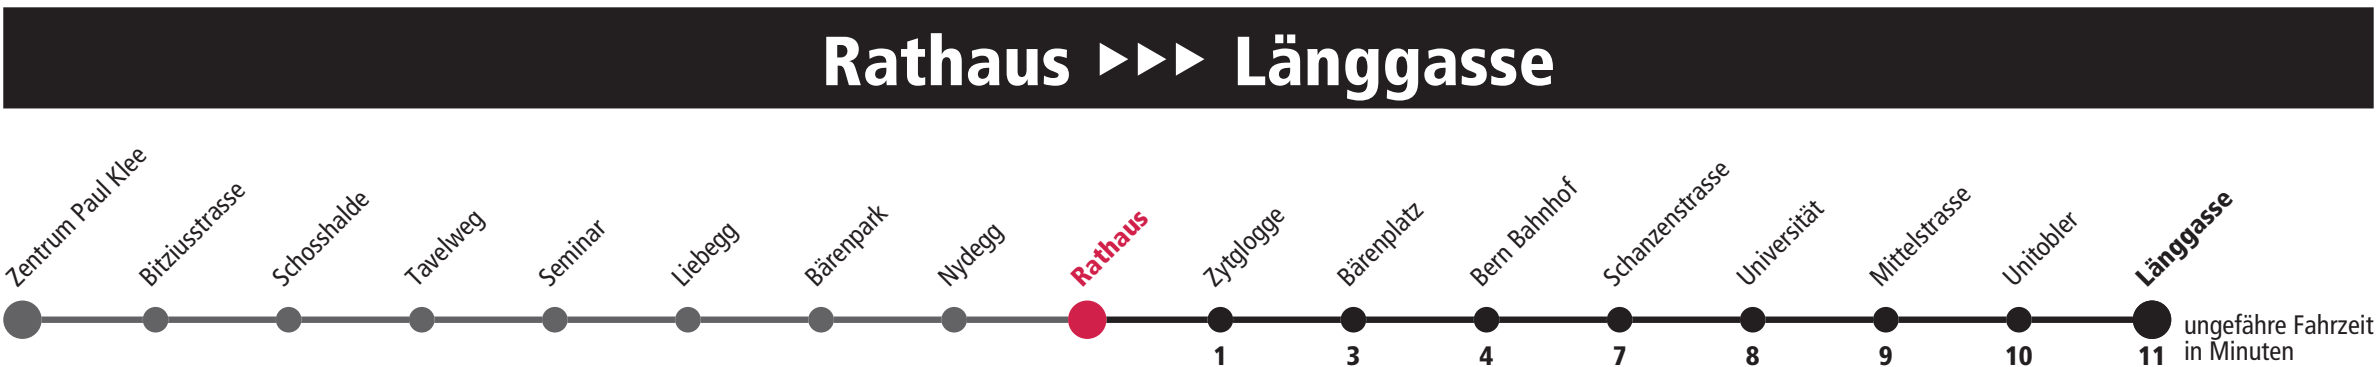 Rathaus ▶▶▶ Länggasse
Zentrum Paul Klee
Bitziusstrasse
Schosshalde
Tavelweg
Seminar
Liebegg
Bärenpark
Nydegg
Rathaus
Zytglogge
Bärenplatz
Bern Bahnhof
Schanzenstrasse
Universität
Mittelstrasse
Unitobler
Länggasse
1 3 4 7 8 9 10 11
ungefähre Fahrzeit
in Minuten